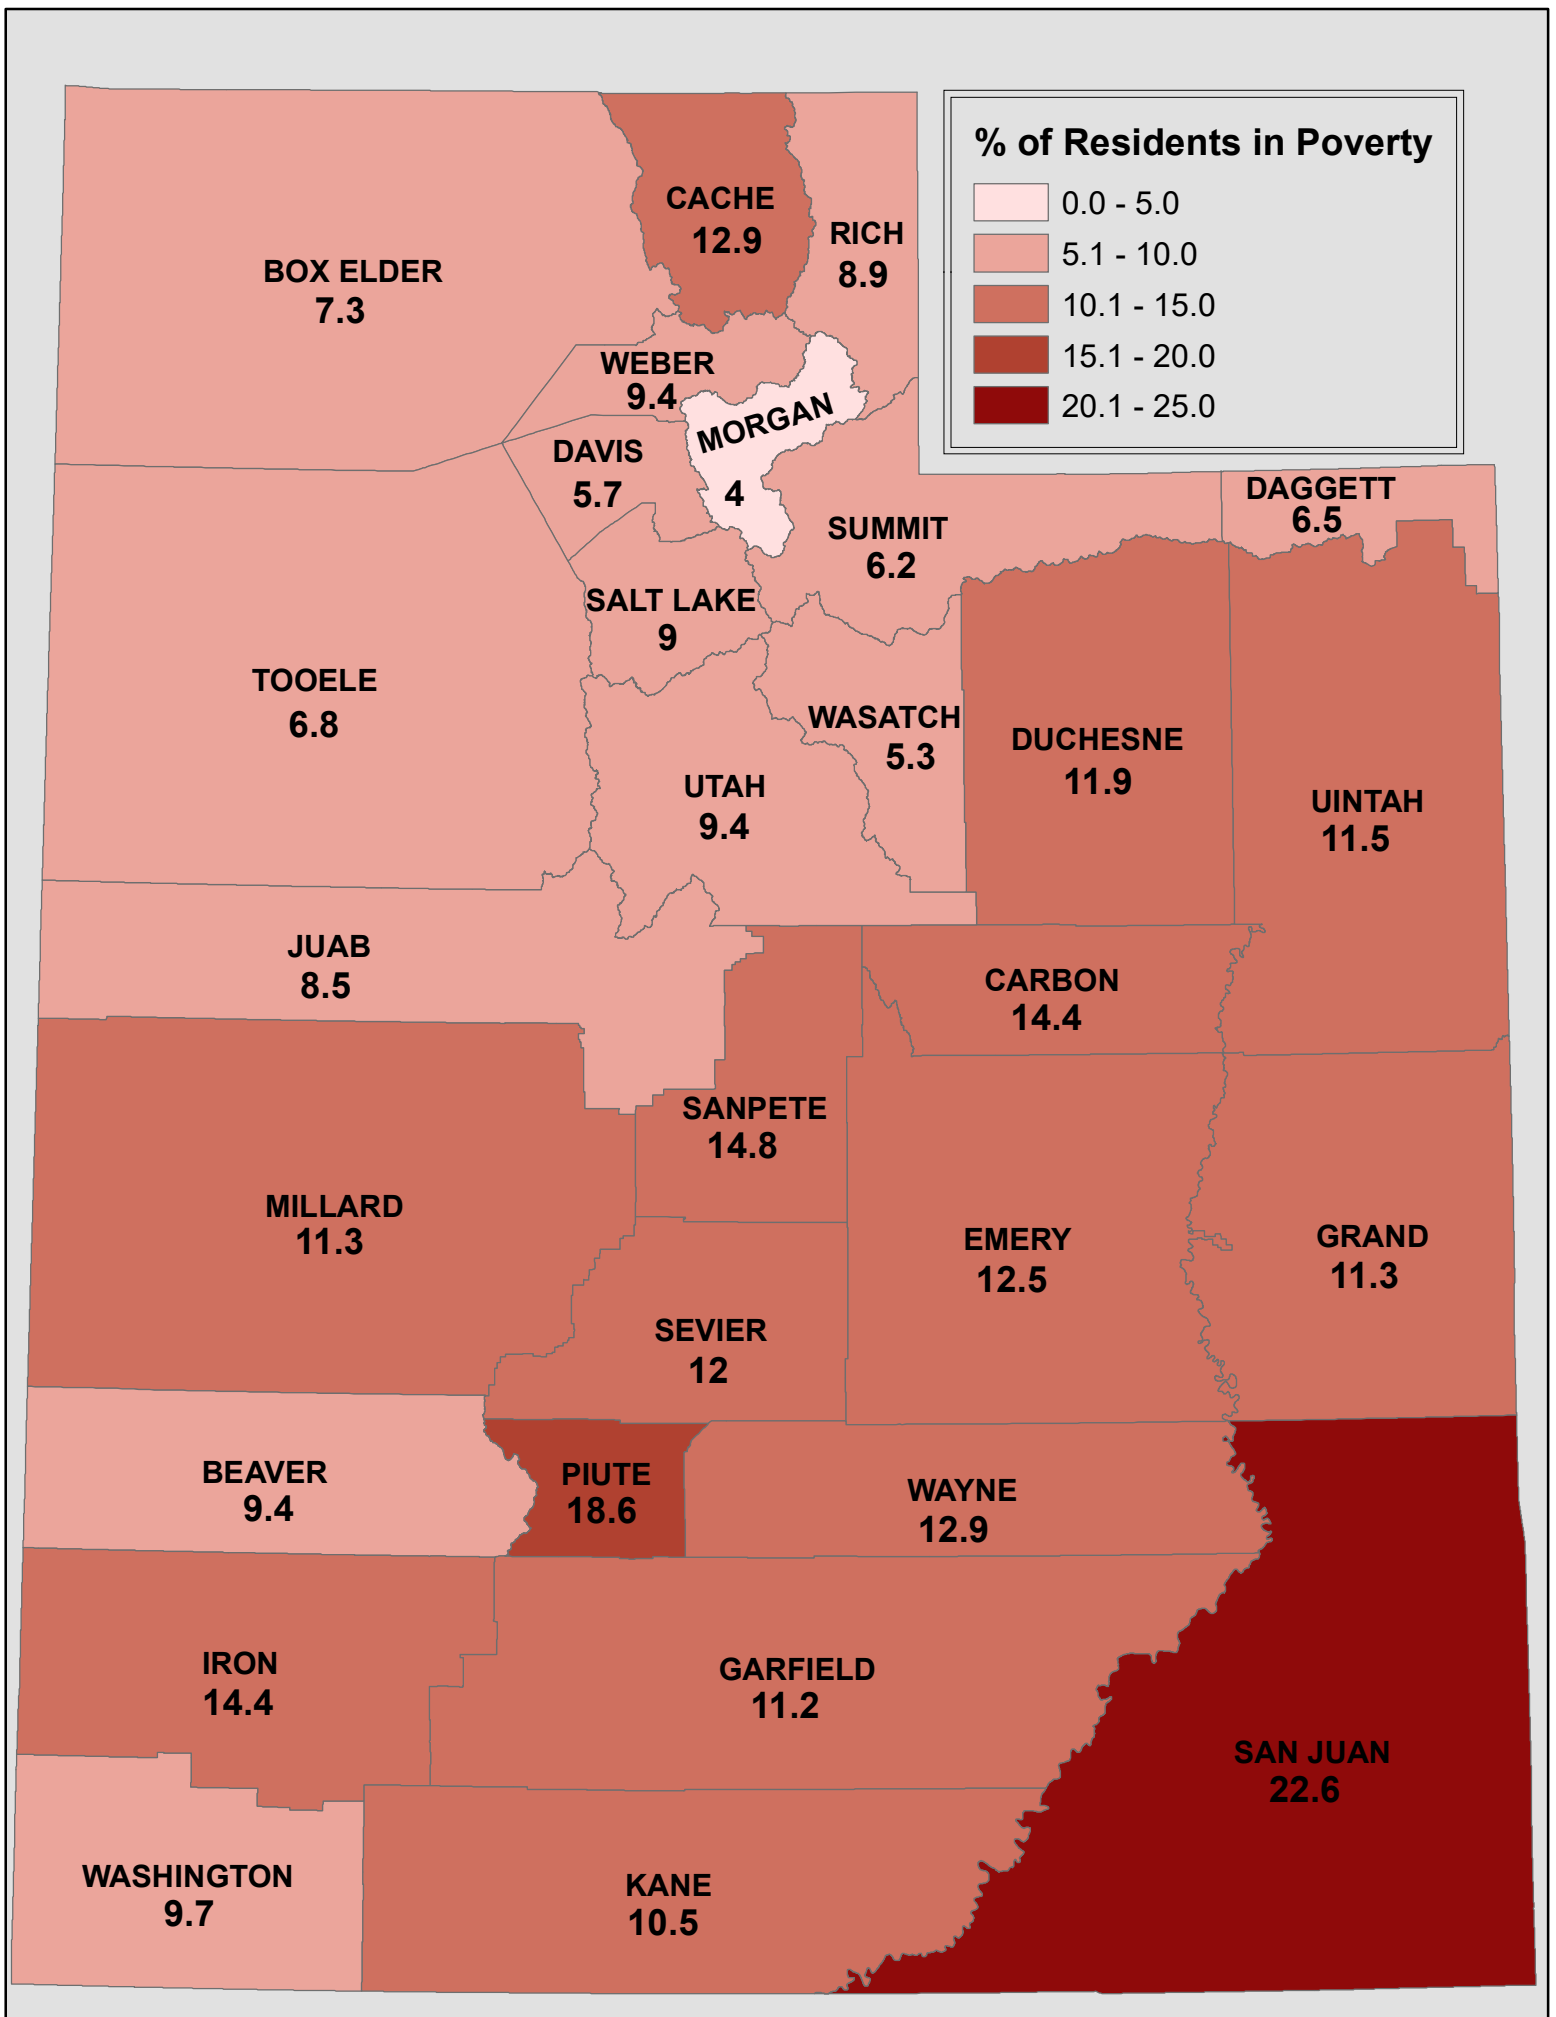 % of Residents in Poverty
0.0 - 5.0
5.1 - 10.0
10.1 - 15.0
15.1 - 20.0
20.1 - 25.0
CACHE
12.9
RICH
8.9
BOX ELDER
7.3
WEBER
9.4
MORGAN
4
DAVIS
5.7
DAGGETT
6.5
SUMMIT
6.2
SALT LAKE
9
TOOELE
6.8
WASATCH
5.3
DUCHESNE
11.9
UTAH
9.4
UINTAH
11.5
JUAB
8.5
CARBON
14.4
SANPETE
14.8
MILLARD
11.3
EMERY
12.5
GRAND
11.3
SEVIER
12
BEAVER
9.4
PIUTE
18.6
WAYNE
12.9
IRON
14.4
GARFIELD
11.2
SAN JUAN
22.6
WASHINGTON
9.7
KANE
10.5